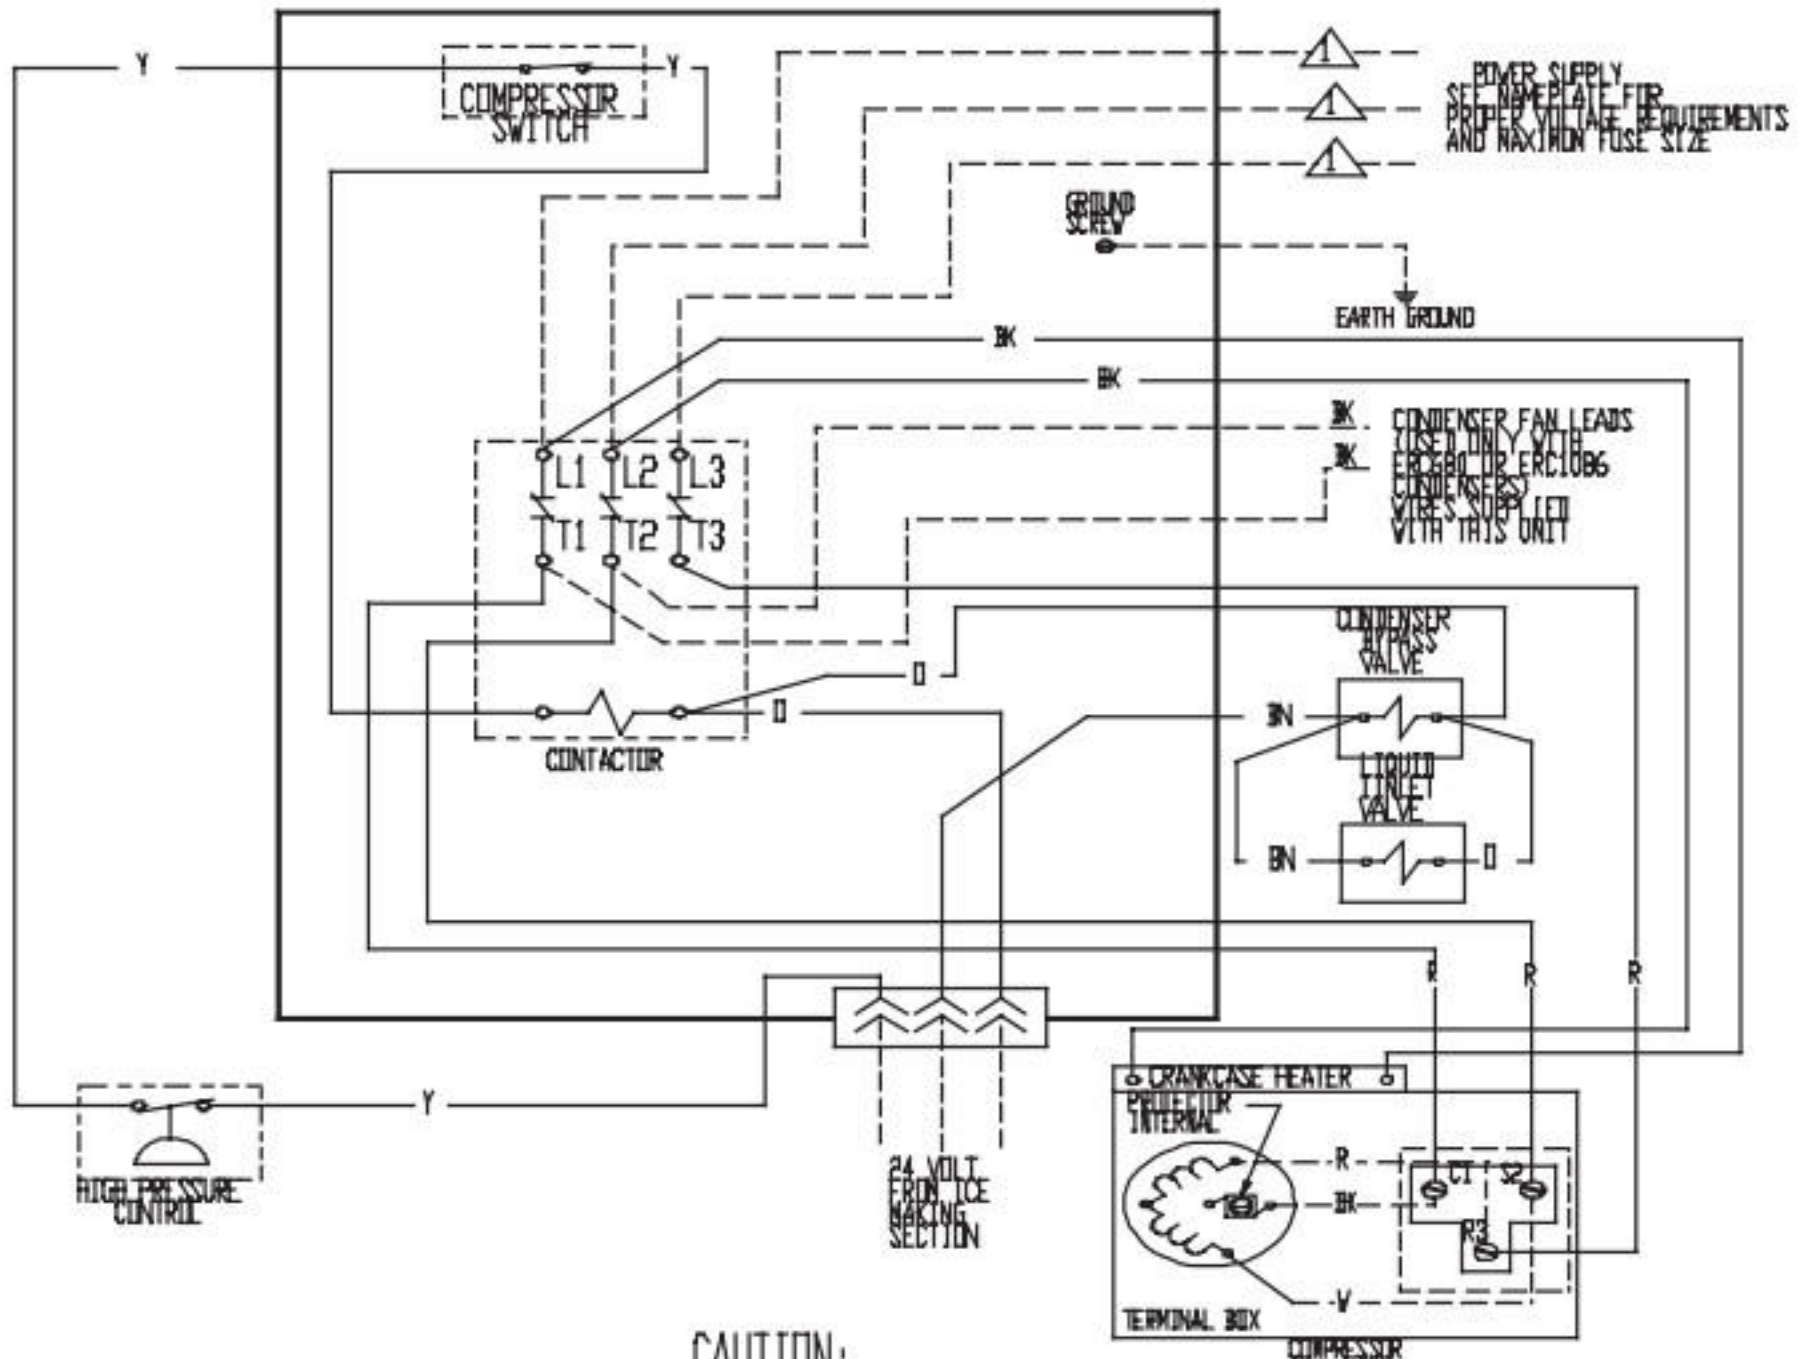 Y
Y
COMPRESSOR
SWITCH
1
1
1
POWER SUPPLY
SEE NAMEPLATE FOR
PROPER VOLTAGE REQUIREMENTS
AND MAXIMUM FUSE SIZE
GROUND
SCREW
EARTH GROUND
BK
BK
BK
BK
CONDENSER FAN LEADS
(USED ONLY WITH
CONDENSERS)
WIRES SUPPLIED
WITH THIS UNIT
L1
L2
L3
T1
T2
T3
CONDENSER
BYPASS
VALVE
O
O
BN
CONTACTOR
LIQUID
INLET
VALVE
BN
O
R
R
R
CRANKCASE HEATER
PROTECTOR
INTERNAL
Y
HIGH PRESSURE
CONTROL
24 VOLT
FROM ICE
MAKING
SECTION
R
BK
W
C1
S2
R3
TERMINAL BOX
COMPRESSOR
CAUTION: